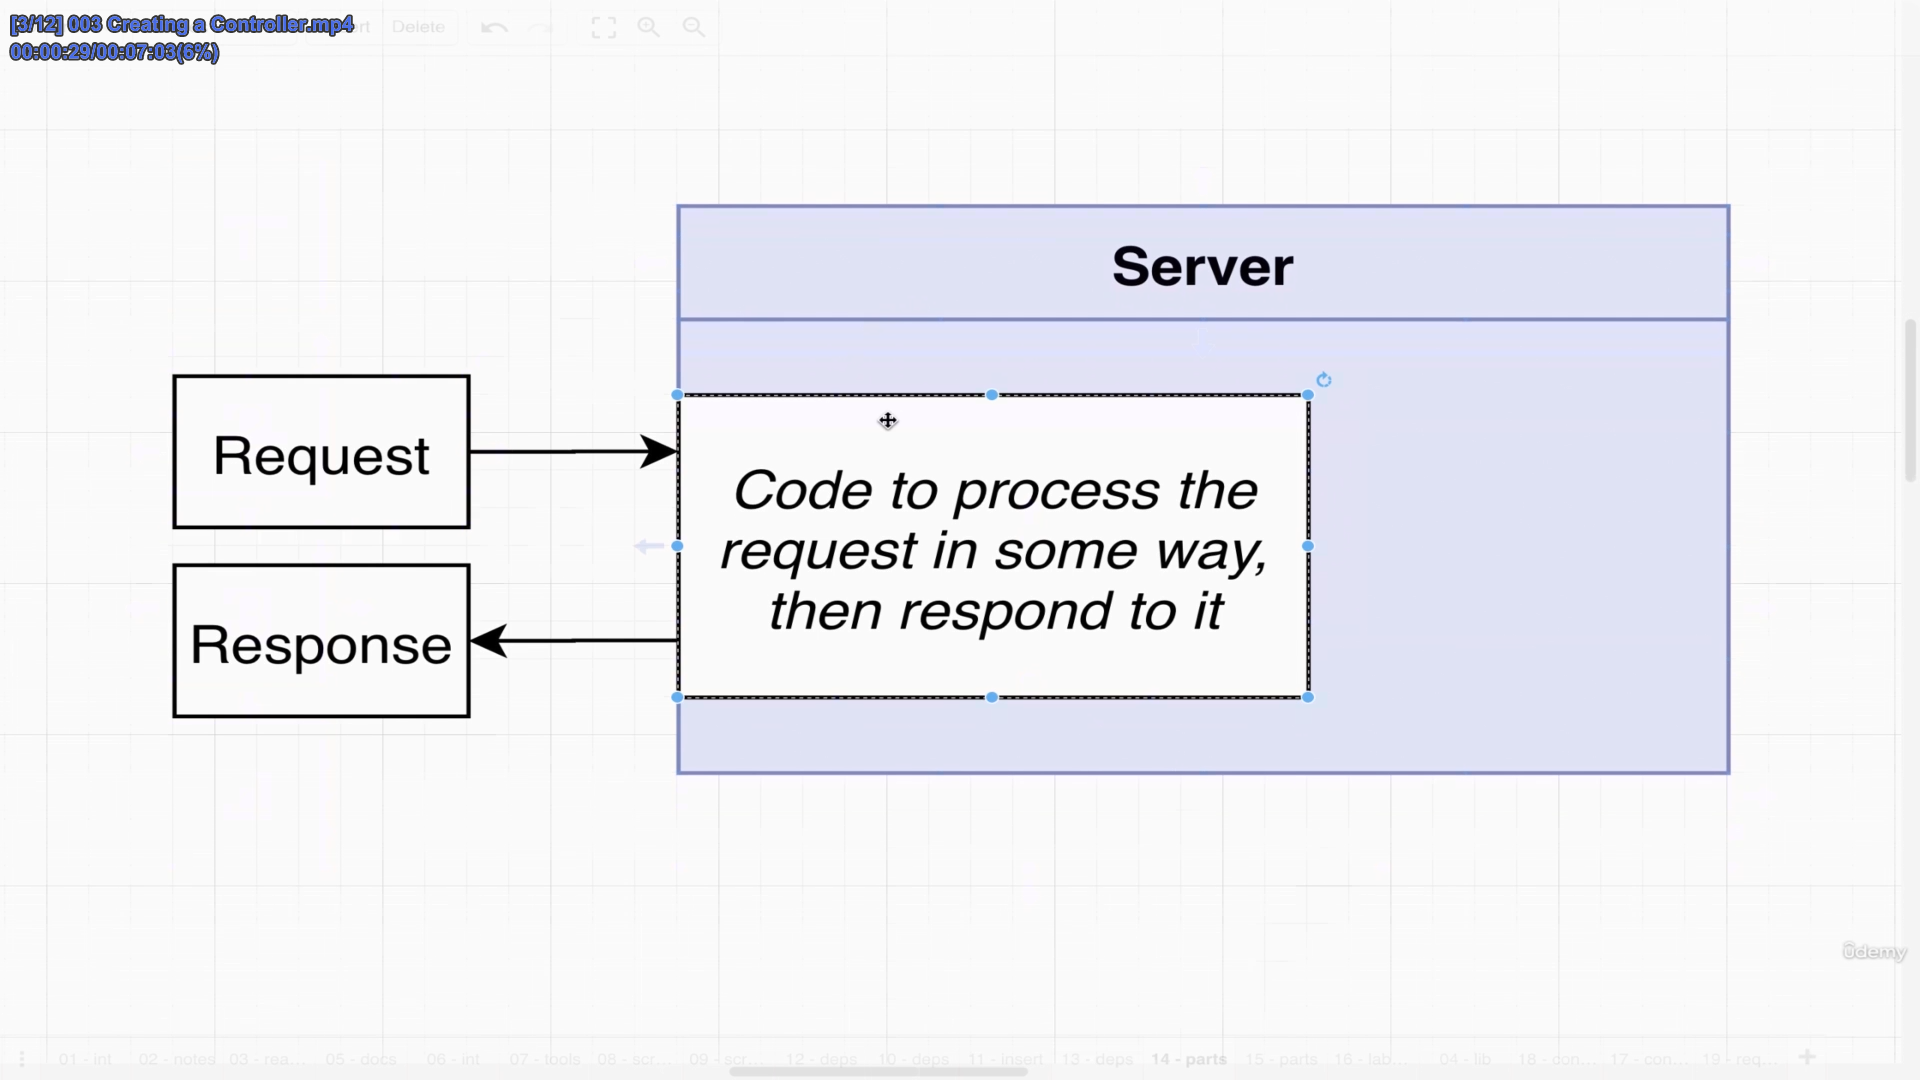 [3/12] 003 Creating a Controller.mp4
00:00:29/00:07:03(6%)
Delete
Server
Request
Code to process the
request in some way,
then respond to it
Response
ûdemy
01 - int 02 - notes 03 - rea... 05 - docs 06 - int 07 - tools 08 - scr... 09 - scr... 12 - deps 10 - deps 11 - insert 13 - deps 14 - parts 15 - parts 16 - lab... 04 - lib 18 - con... 17 - con... 19 - req...